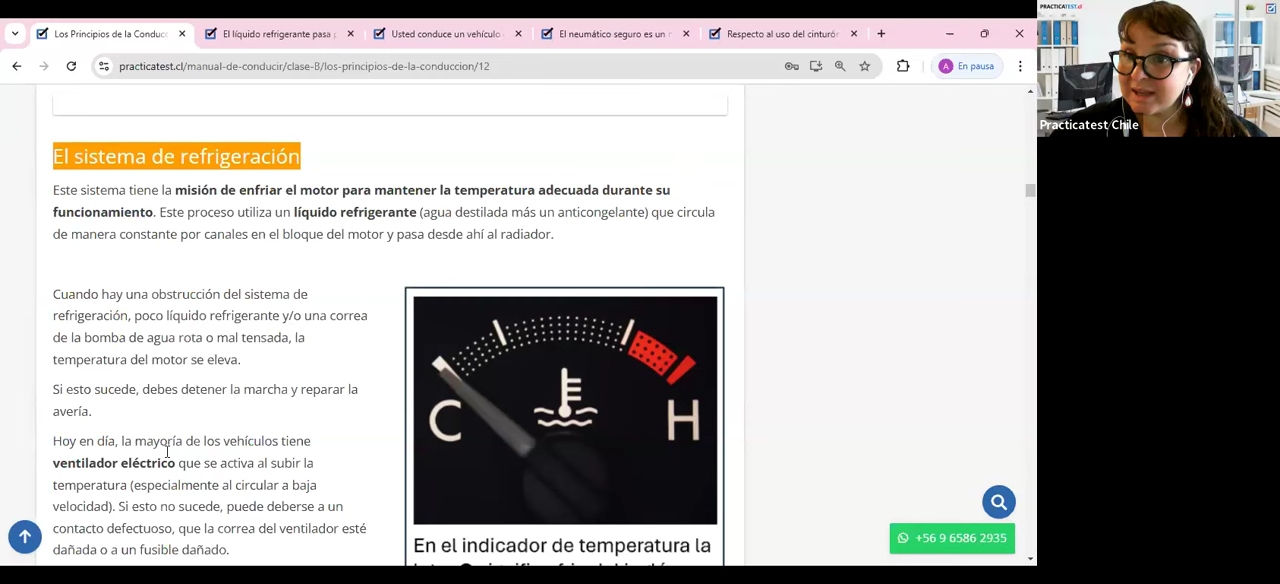 Los Principios de la Conducc
El líquido refrigerante pasa
Usted conduce un vehículo
El neumático seguro es un
Respecto al uso del cinturón
practicatest.cl/manual-de-conducir/clase-B/los-principios-de-la-conduccion/12
A En pausa
PRACTICATEST.cl
Practicatest Chile
El sistema de refrigeración
Este sistema tiene la misión de enfriar el motor para mantener la temperatura adecuada durante su
funcionamiento. Este proceso utiliza un líquido refrigerante (agua destilada más un anticongelante) que circula
de manera constante por canales en el bloque del motor y pasa desde ahí al radiador.
Cuando hay una obstrucción del sistema de
refrigeración, poco líquido refrigerante y/o una correa
de la bomba de agua rota o mal tensada, la
temperatura del motor se eleva.
Si esto sucede, debes detener la marcha y reparar la
avería.
Hoy en día, la mayoría de los vehículos tiene
ventilador eléctrico que se activa al subir la
temperatura (especialmente al circular a baja
velocidad). Si esto no sucede, puede deberse a un
contacto defectuoso, que la correa del ventilador esté
dañada o a un fusible dañado.
C H
En el indicador de temperatura la
+56 9 6586 2935